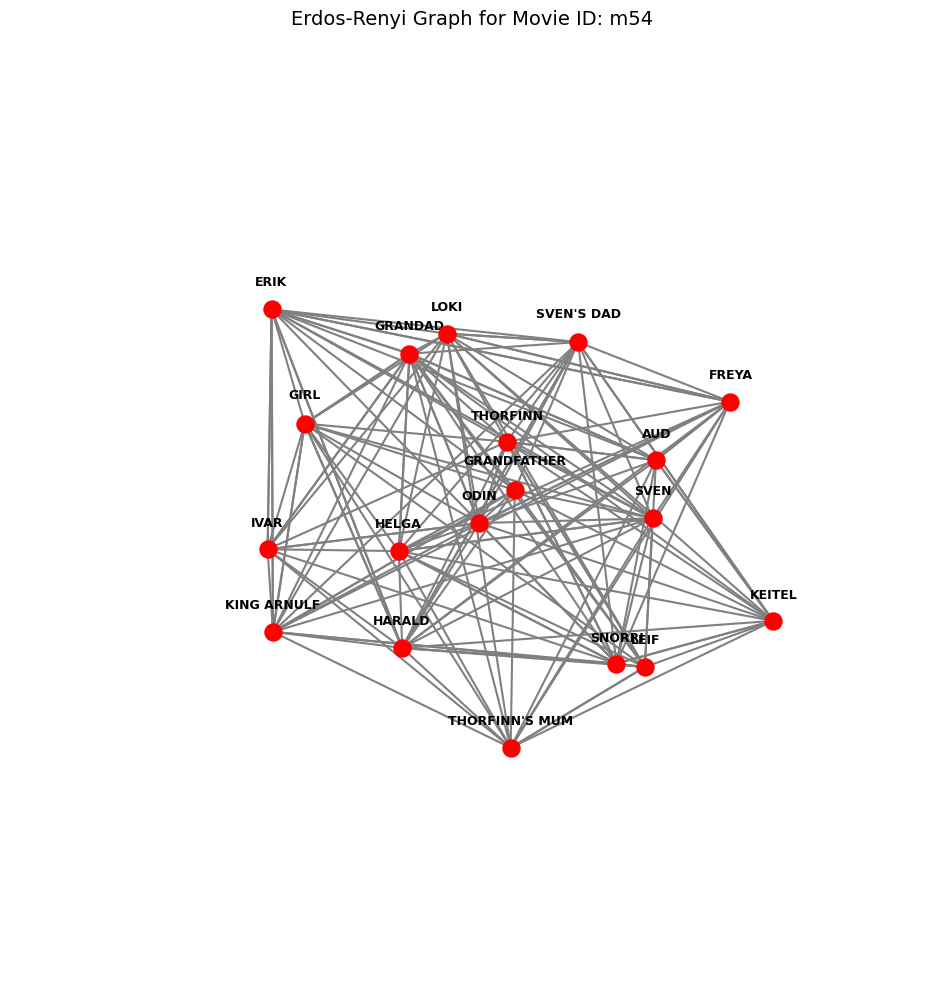 Erdos-Renyi Graph for Movie ID: m54
ERIK
LOKI
SVEN'S DAD
GRANDAD
FREYA
GIRL
THORFINN
AUD
GRANDFATHER
SVEN
ODIN
IVAR
HELGA
KEITEL
KING ARNULF
HARALD
SNORRI
LEIF
THORFINN'S MUM